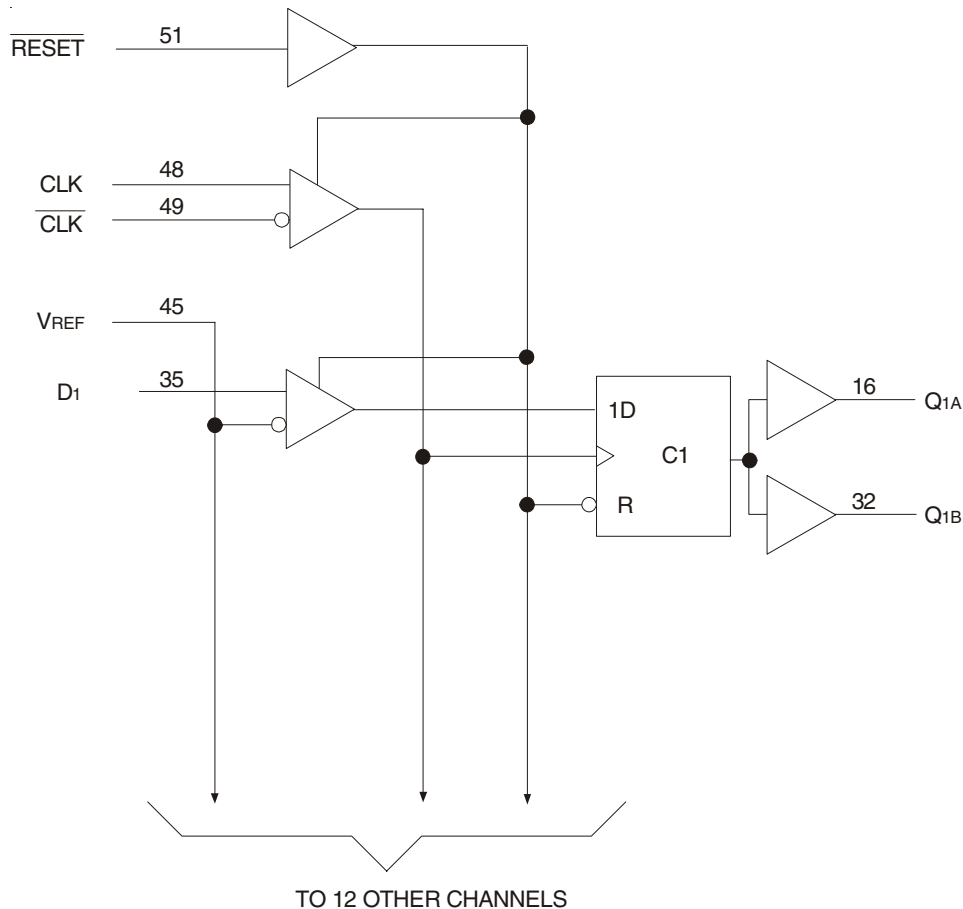 RESET 51
CLK 48
CLK 49
VREF 45
D1 35
1D
C1
R
16 Q1A
32 Q1B
TO 12 OTHER CHANNELS